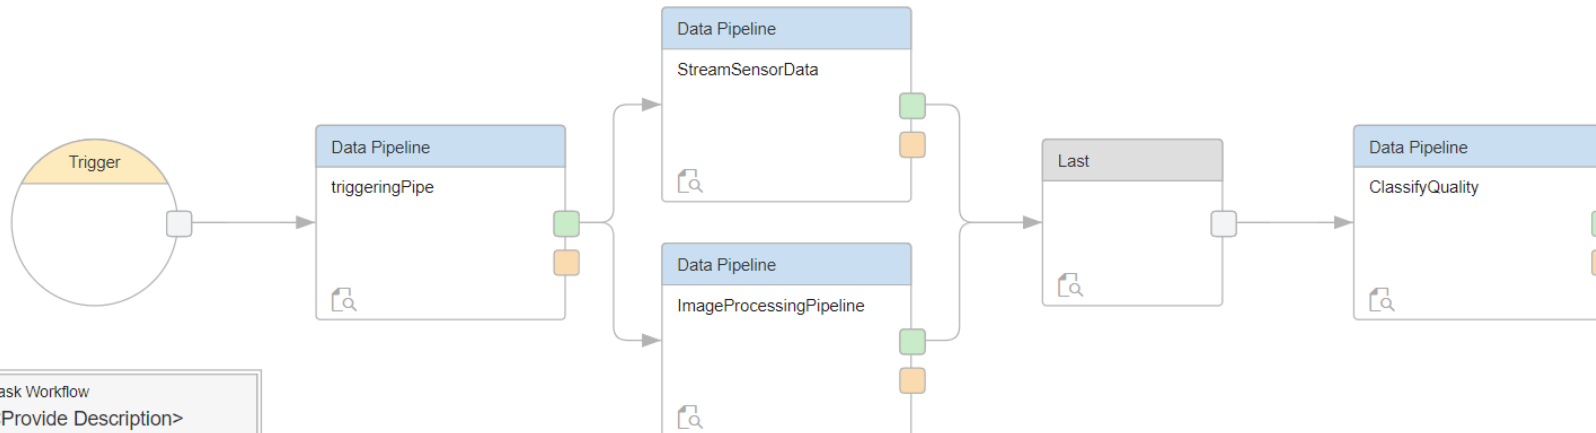 Trigger
Data Pipeline
triggeringPipe
Data Pipeline
StreamSensorData
Data Pipeline
ImageProcessingPipeline
Last
Data Pipeline
ClassifyQuality
ask Workflow
Provide Description>